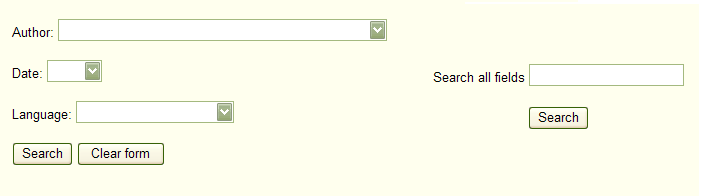 Author:
Date:
Language:
Search Clear form
Search all fields
Search